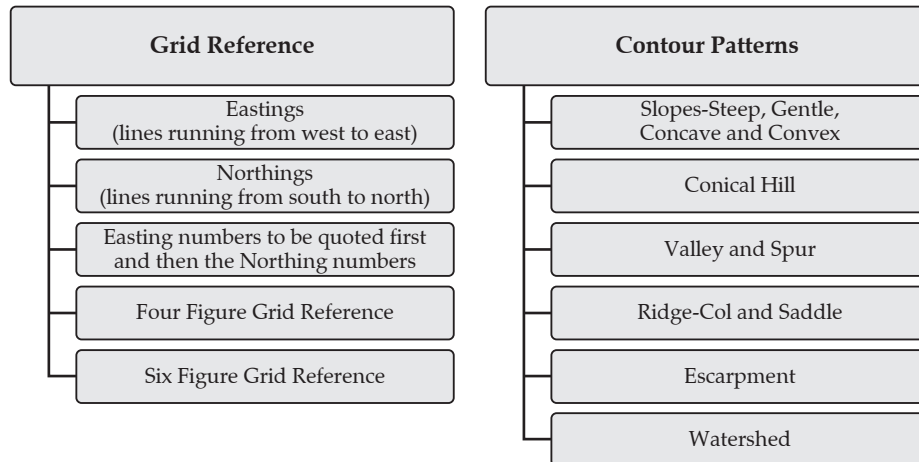 Grid Reference
Eastings
(lines running from west to east)
Northings
(lines running from south to north)
Easting numbers to be quoted first
and then the Northing numbers
Four Figure Grid Reference
Six Figure Grid Reference
Contour Patterns
Slopes-Steep, Gentle,
Concave and Convex
Conical Hill
Valley and Spur
Ridge-Col and Saddle
Escarpment
Watershed